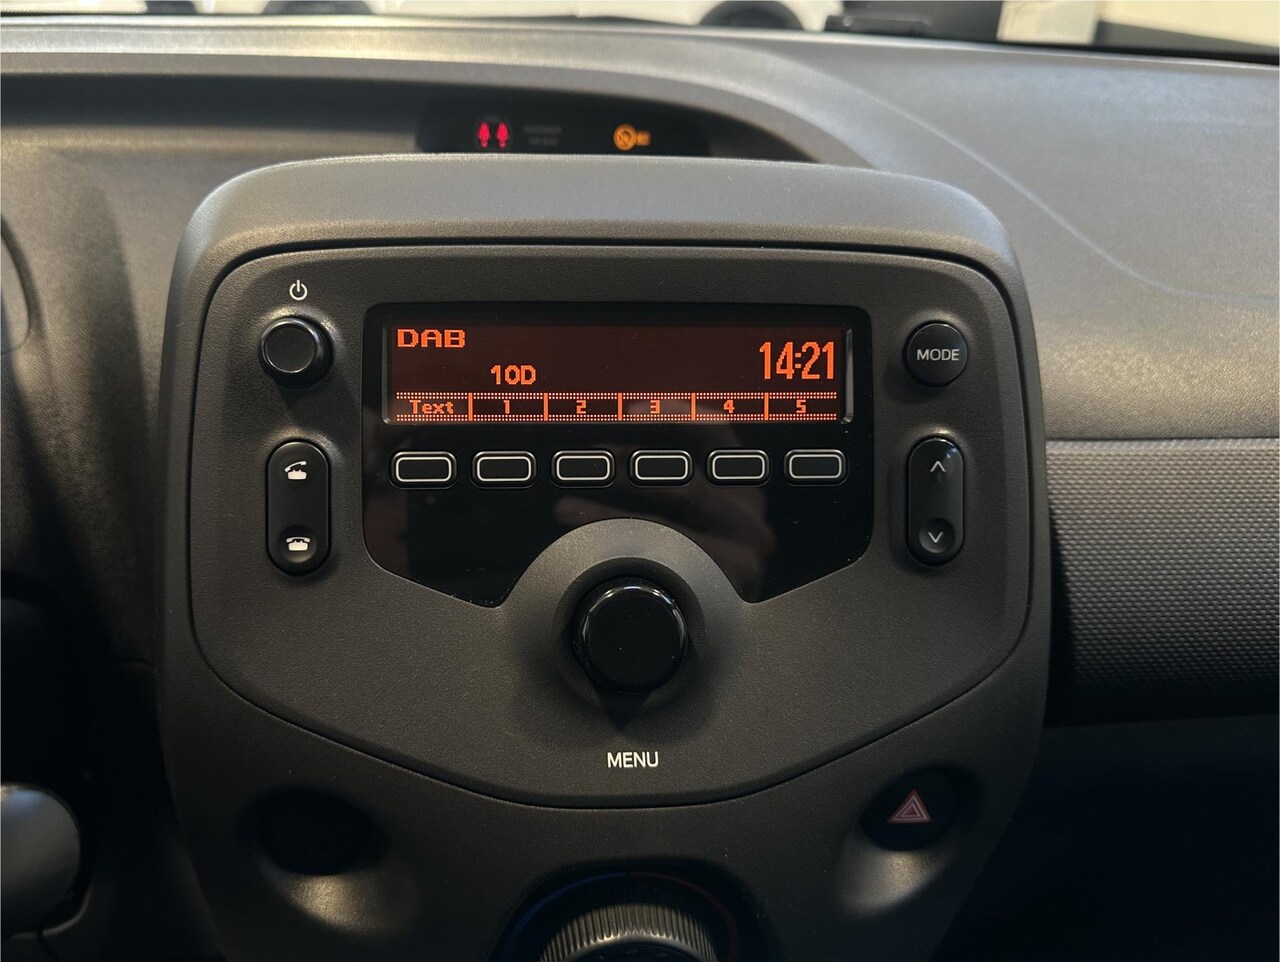 DAB
14:21
10D
Text 1 2 3 4 5
MODE
MENU